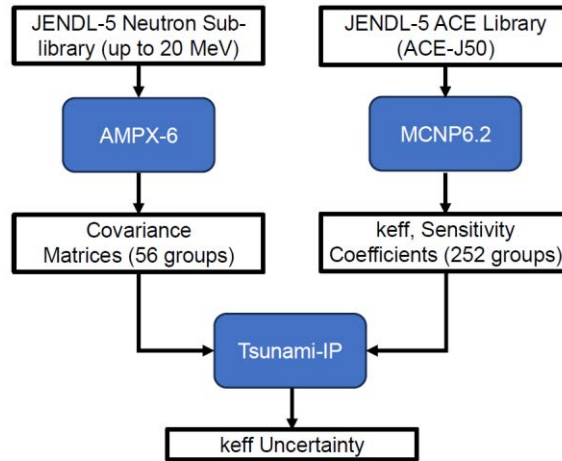 JENDL-5 Neutron Sub-
library (up to 20 MeV)
JENDL-5 ACE Library
(ACE-J50)
AMPX-6
MCNP6.2
Covariance
Matrices (56 groups)
keff, Sensitivity
Coefficients (252 groups)
Tsunami-IP
keff Uncertainty